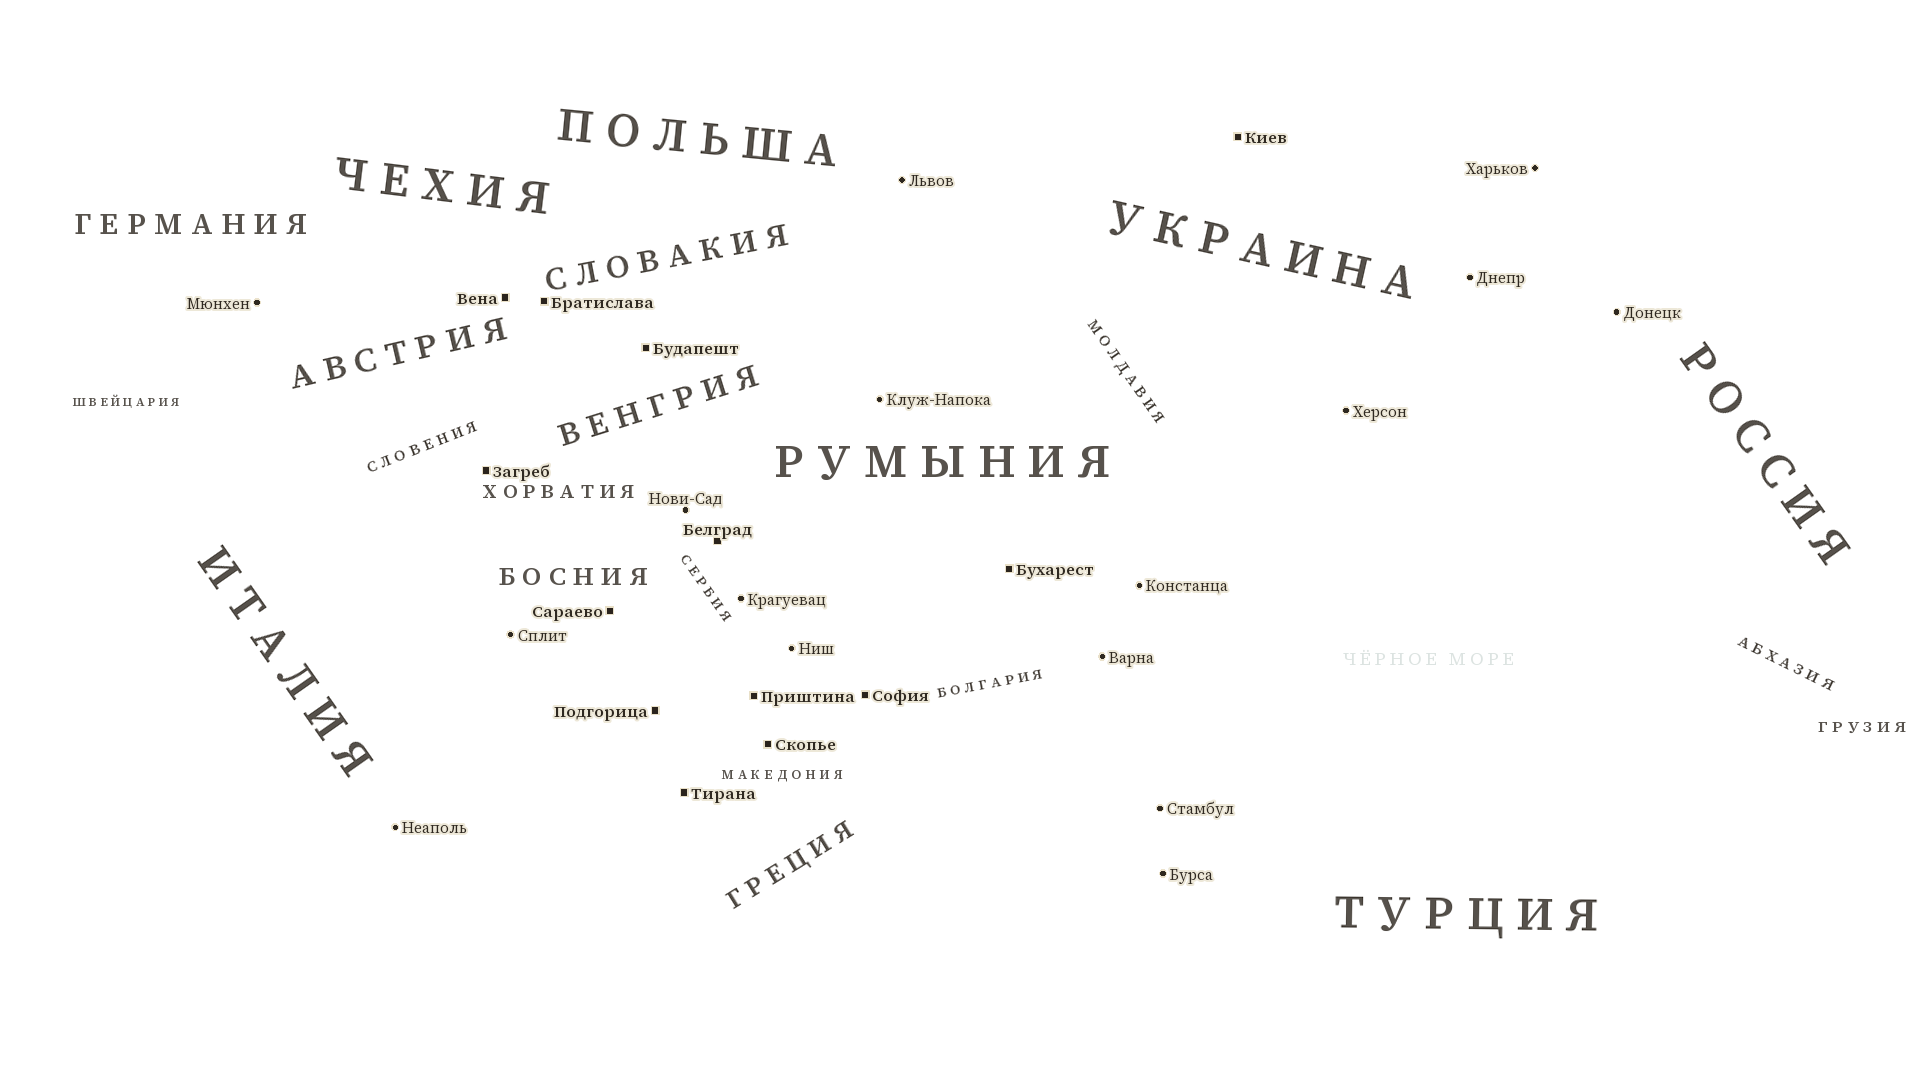 ПОЛЬША
Киев
ЧЕХИЯ
Харьков
Львов
ГЕРМАНИЯ
УКРАИНА
СЛОВАКИЯ
Днепр
Мюнхен
Вена
Братислава
Донецк
АВСТРИЯ
Будапешт
МОЛДАВИЯ
РОССИЯ
ШВЕЙЦАРИЯ
ВЕНГРИЯ
Клуж-Напока
Херсон
СЛОВЕНИЯ
РУМЫНИЯ
Загреб
ХОРВАТИЯ
Нови-Сад
Белград
БОСНИЯ
СЕРБИЯ
Бухарест
Констанца
Крагуевац
Сараево
Сплит
ИТАЛИЯ
Ниш
Варна
ЧЁРНОЕ МОРЕ
АБХАЗИЯ
БОЛГАРИЯ
Приштина
София
Подгорица
ГРУЗИЯ
Скопье
МАКЕДОНИЯ
Тирана
Стамбул
Неаполь
ГРЕЦИЯ
Бурса
ТУРЦИЯ